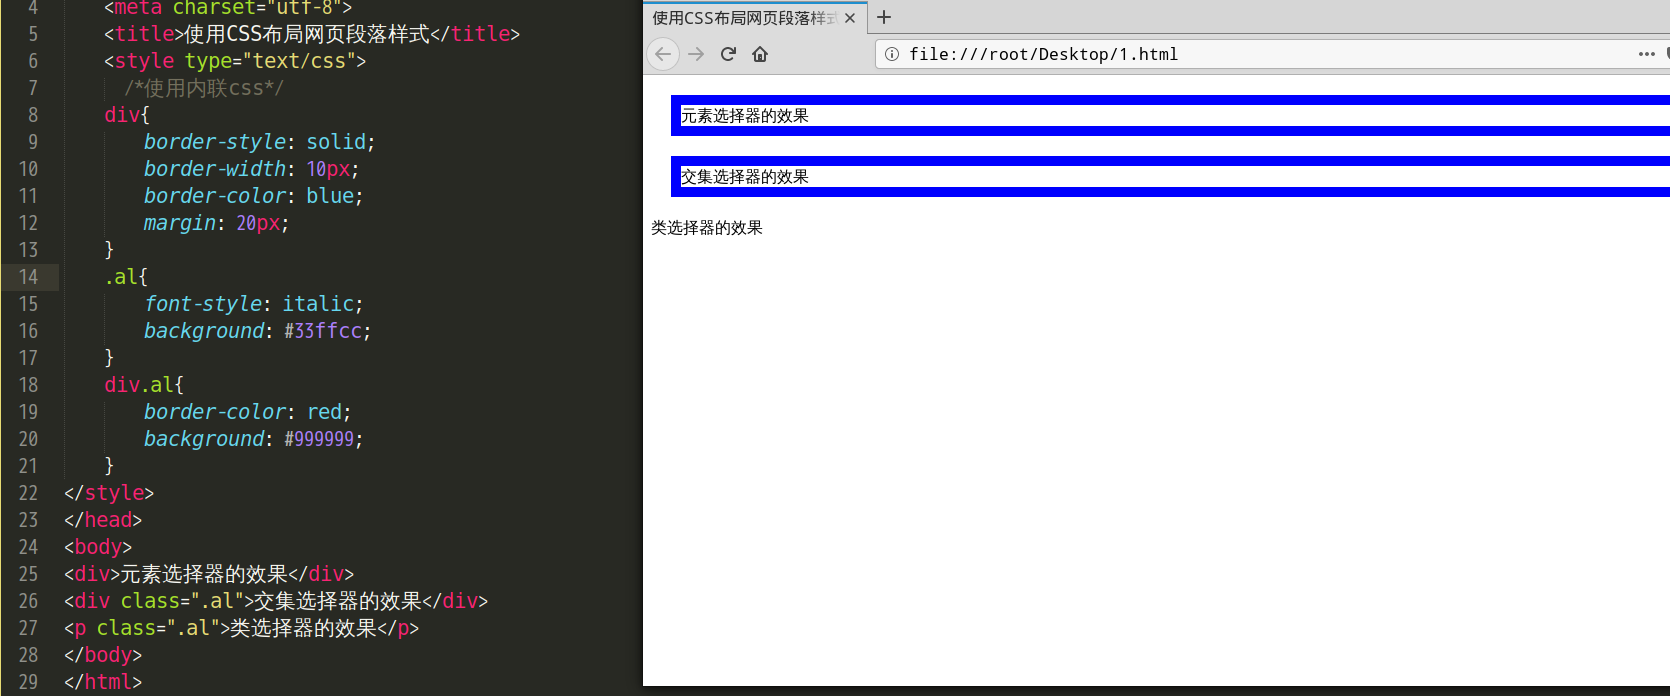 4 <meta charset="utf-8">
5 <title>使用CSS布局网页段落样式</title>
6 <style type="text/css">
7 /*使用内联css*/
8 div{
9 border-style: solid;
10 border-width: 10px;
11 border-color: blue;
12 margin: 20px;
13 }
14 .al{
15 font-style: italic;
16 background: #33ffcc;
17 }
18 div.al{
19 border-color: red;
20 background: #999999;
21 }
22 </style>
23 </head>
24 <body>
25 <div>元素选择器的效果</div>
26 <div class=".al">交集选择器的效果</div>
27 <p class=".al">类选择器的效果</p>
28 </body>
29 </html>
使用CSS布局网页段落样式
file:///root/Desktop/1.html
元素选择器的效果
交集选择器的效果
类选择器的效果